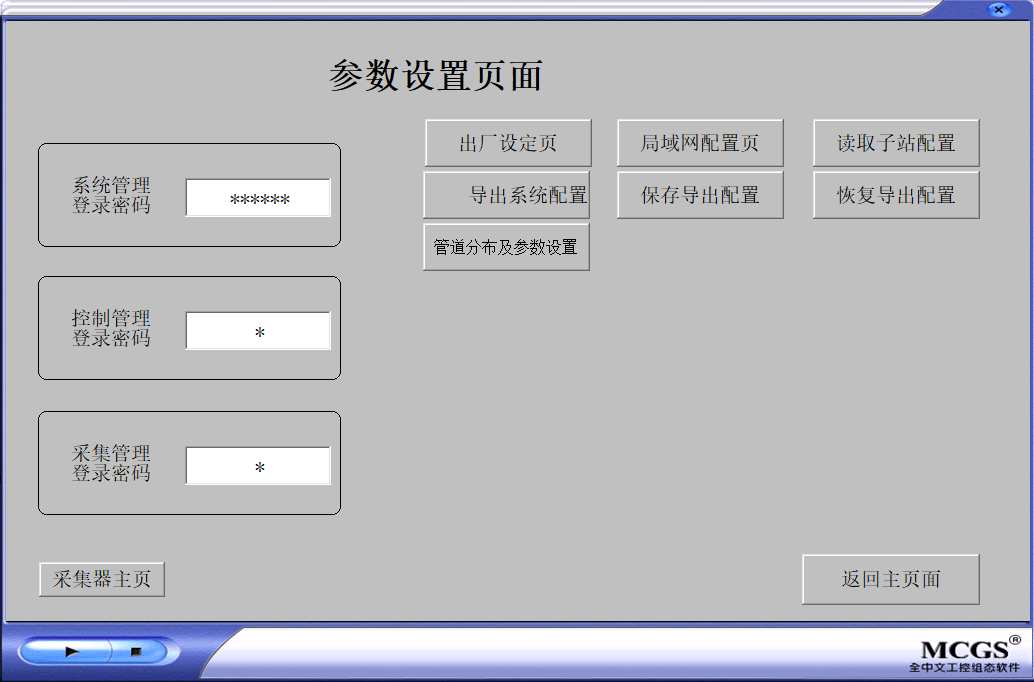 参数设置页面
系统管理
登录密码
******
控制管理
登录密码
*
采集管理
登录密码
*
出厂设定页
局域网配置页
读取子站配置
导出系统配置
保存导出配置
恢复导出配置
管道分布及参数设置
采集器主页
返回主页面
MCGS®
全中文工控组态软件